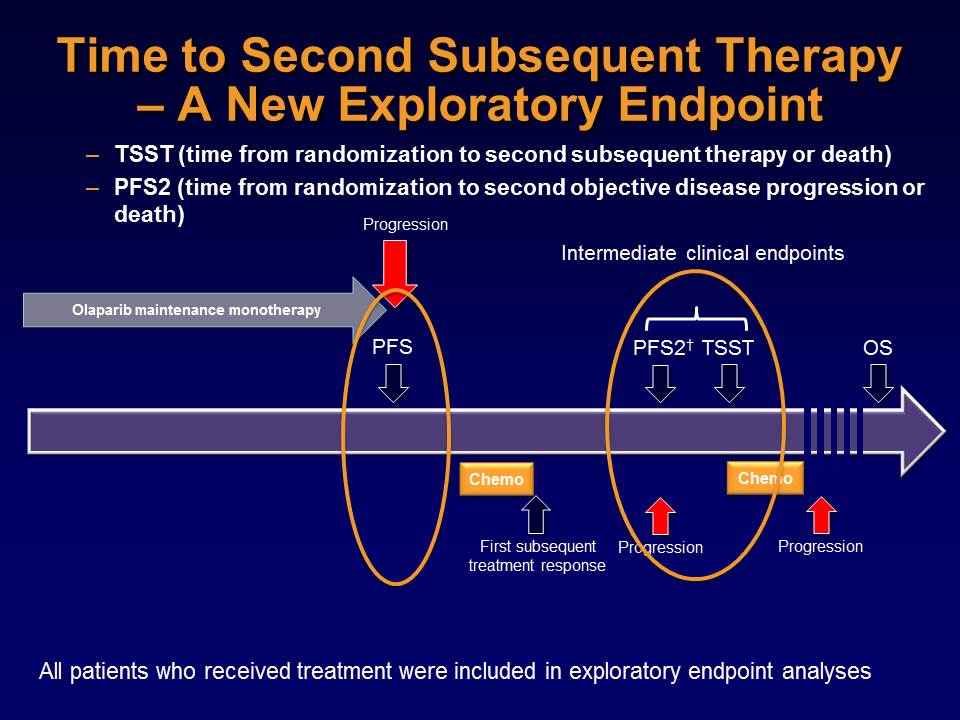 Time to Second Subsequent Therapy
– A New Exploratory Endpoint
– TSST (time from randomization to second subsequent therapy or death)
– PFS2 (time from randomization to second objective disease progression or
death)
Progression
Intermediate clinical endpoints
Olaparib maintenance monotherapy
PFS
PFS2† TSST
OS
Chemo
Chemo
First subsequent
treatment response
Progression
Progression
All patients who received treatment were included in exploratory endpoint analyses